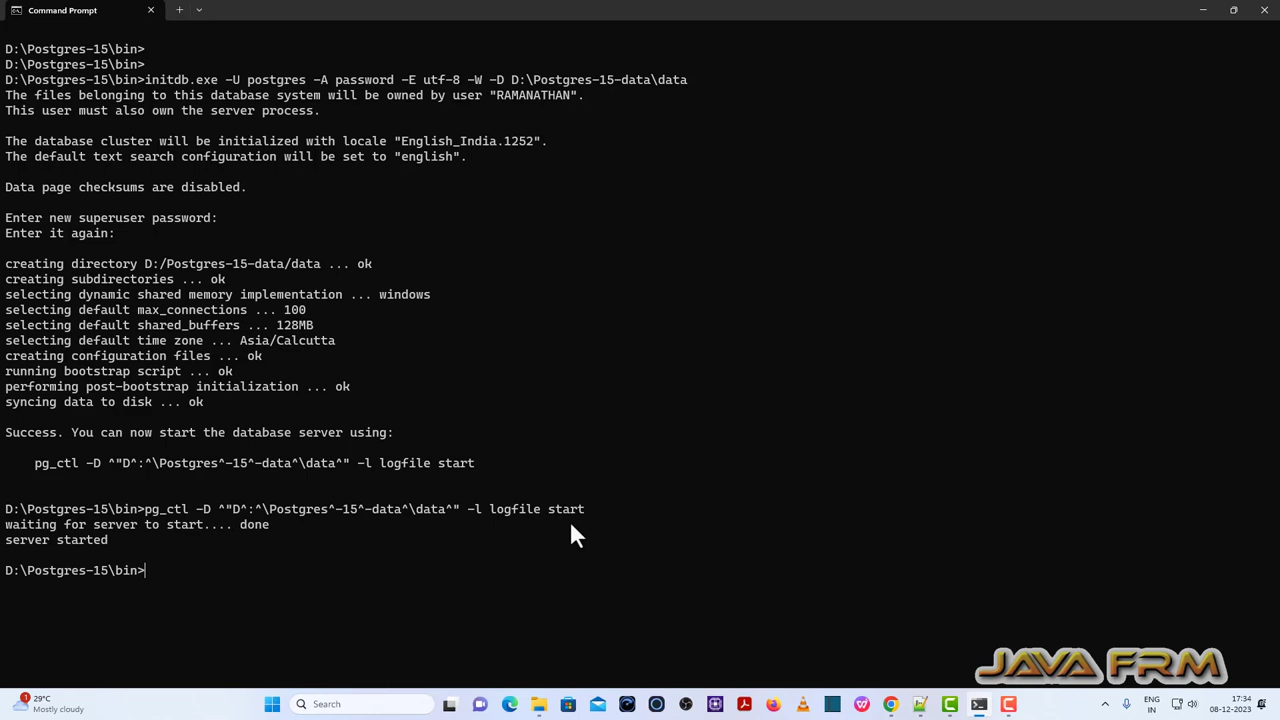 Command Prompt
D:\Postgres-15\bin>
D:\Postgres-15\bin>
D:\Postgres-15\bin>initdb.exe -U postgres -A password -E utf-8 -W -D D:\Postgres-15-data\data
The files belonging to this database system will be owned by user "RAMANATHAN".
This user must also own the server process.
The database cluster will be initialized with locale "English_India.1252".
The default text search configuration will be set to "english".
Data page checksums are disabled.
Enter new superuser password:
Enter it again:
creating directory D:/Postgres-15-data/data ... ok
creating subdirectories ... ok
selecting dynamic shared memory implementation ... windows
selecting default max_connections ... 100
selecting default shared_buffers ... 128MB
selecting default time zone ... Asia/Calcutta
creating configuration files ... ok
running bootstrap script ... ok
performing post-bootstrap initialization ... ok
syncing data to disk ... ok
Success. You can now start the database server using:
pg_ctl -D ^"D^:^\Postgres^-15^-data^\data^" -l logfile start
D:\Postgres-15\bin>pg_ctl -D ^"D^:^\Postgres^-15^-data^\data^" -l logfile start
waiting for server to start.... done
server started
D:\Postgres-15\bin>
JAVA FRM
1
29°C
Mostly cloudy
Search
ENG
IN
17:34
08-12-2023